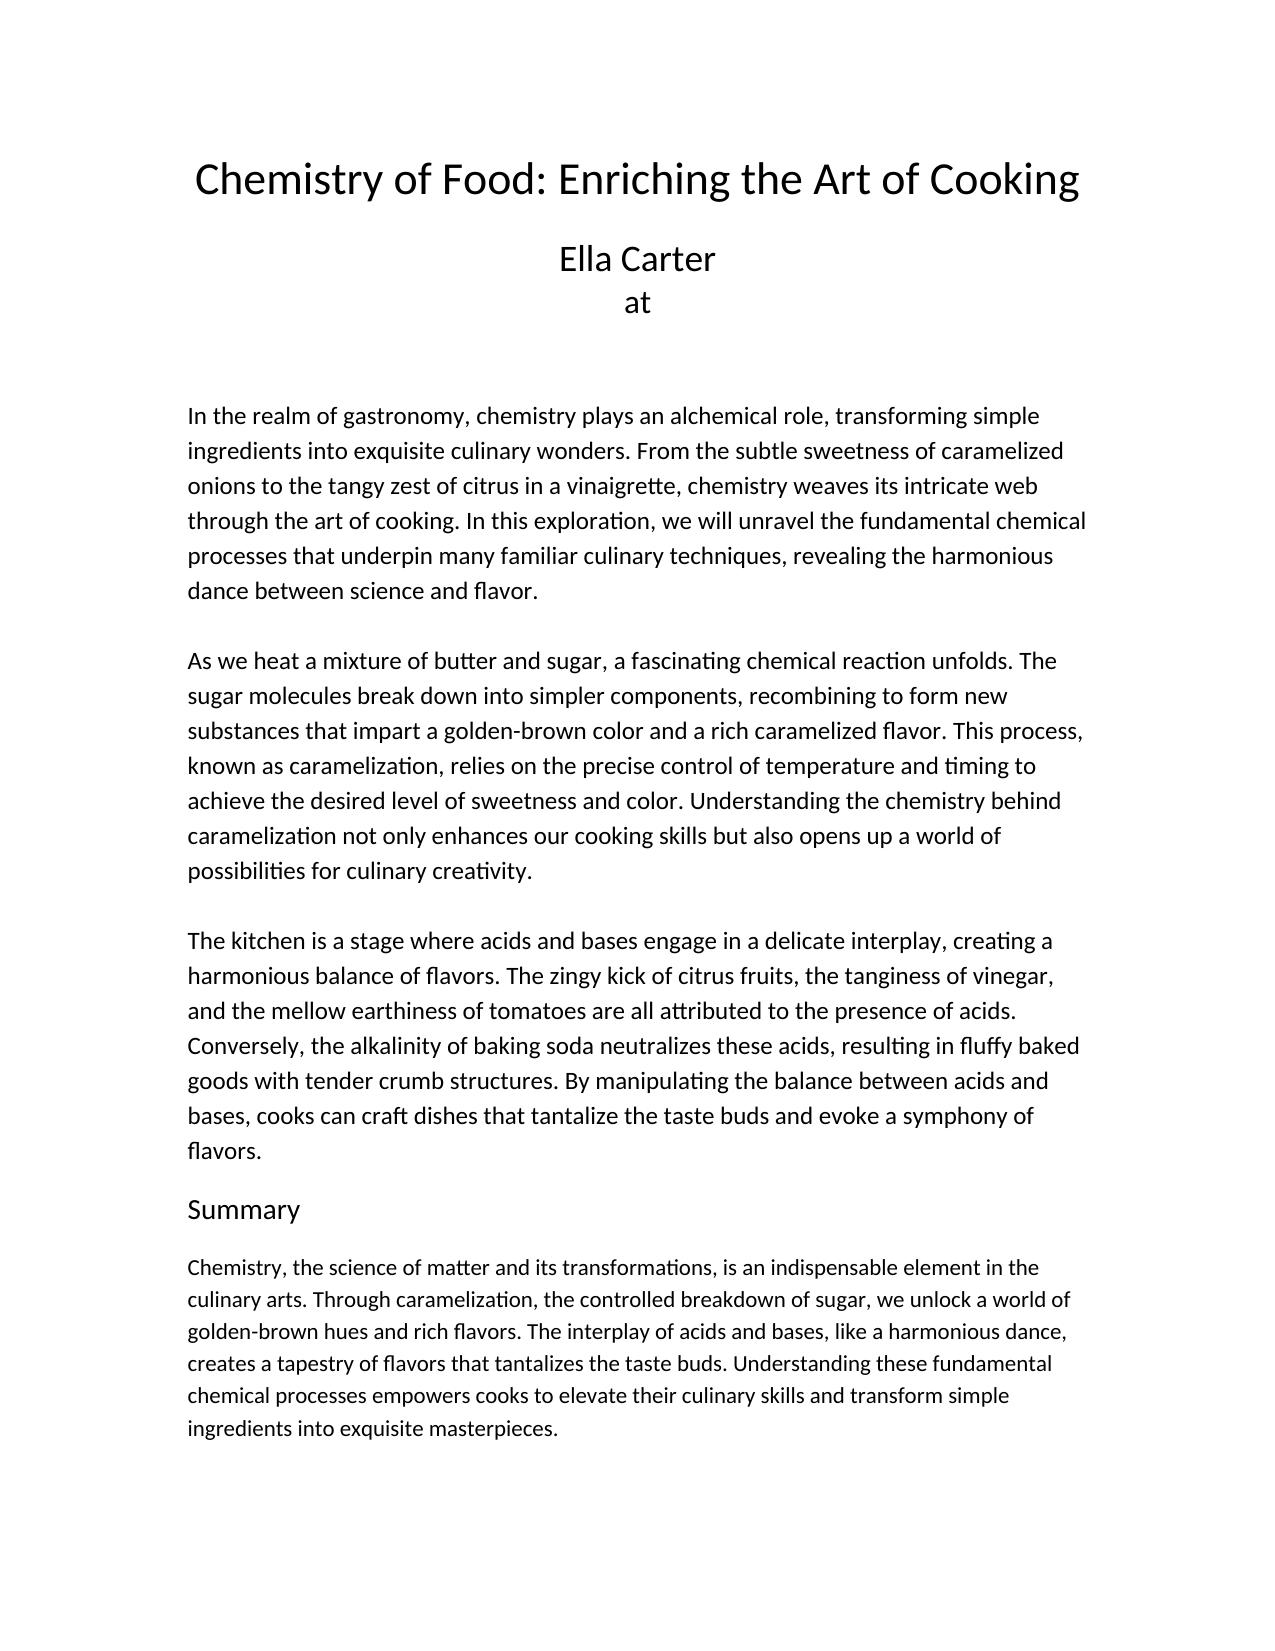 Chemistry of Food: Enriching the Art of Cooking
Ella Carter
at
In the realm of gastronomy, chemistry plays an alchemical role, transforming simple
ingredients into exquisite culinary wonders. From the subtle sweetness of caramelized
onions to the tangy zest of citrus in a vinaigrette, chemistry weaves its intricate web
through the art of cooking. In this exploration, we will unravel the fundamental chemical
processes that underpin many familiar culinary techniques, revealing the harmonious
dance between science and flavor.
As we heat a mixture of butter and sugar, a fascinating chemical reaction unfolds. The
sugar molecules break down into simpler components, recombining to form new
substances that impart a golden-brown color and a rich caramelized flavor. This process,
known as caramelization, relies on the precise control of temperature and timing to
achieve the desired level of sweetness and color. Understanding the chemistry behind
caramelization not only enhances our cooking skills but also opens up a world of
possibilities for culinary creativity.
The kitchen is a stage where acids and bases engage in a delicate interplay, creating a
harmonious balance of flavors. The zingy kick of citrus fruits, the tanginess of vinegar,
and the mellow earthiness of tomatoes are all attributed to the presence of acids.
Conversely, the alkalinity of baking soda neutralizes these acids, resulting in fluffy baked
goods with tender crumb structures. By manipulating the balance between acids and
bases, cooks can craft dishes that tantalize the taste buds and evoke a symphony of
flavors.
Summary
Chemistry, the science of matter and its transformations, is an indispensable element in the
culinary arts. Through caramelization, the controlled breakdown of sugar, we unlock a world of
golden-brown hues and rich flavors. The interplay of acids and bases, like a harmonious dance,
creates a tapestry of flavors that tantalizes the taste buds. Understanding these fundamental
chemical processes empowers cooks to elevate their culinary skills and transform simple
ingredients into exquisite masterpieces.